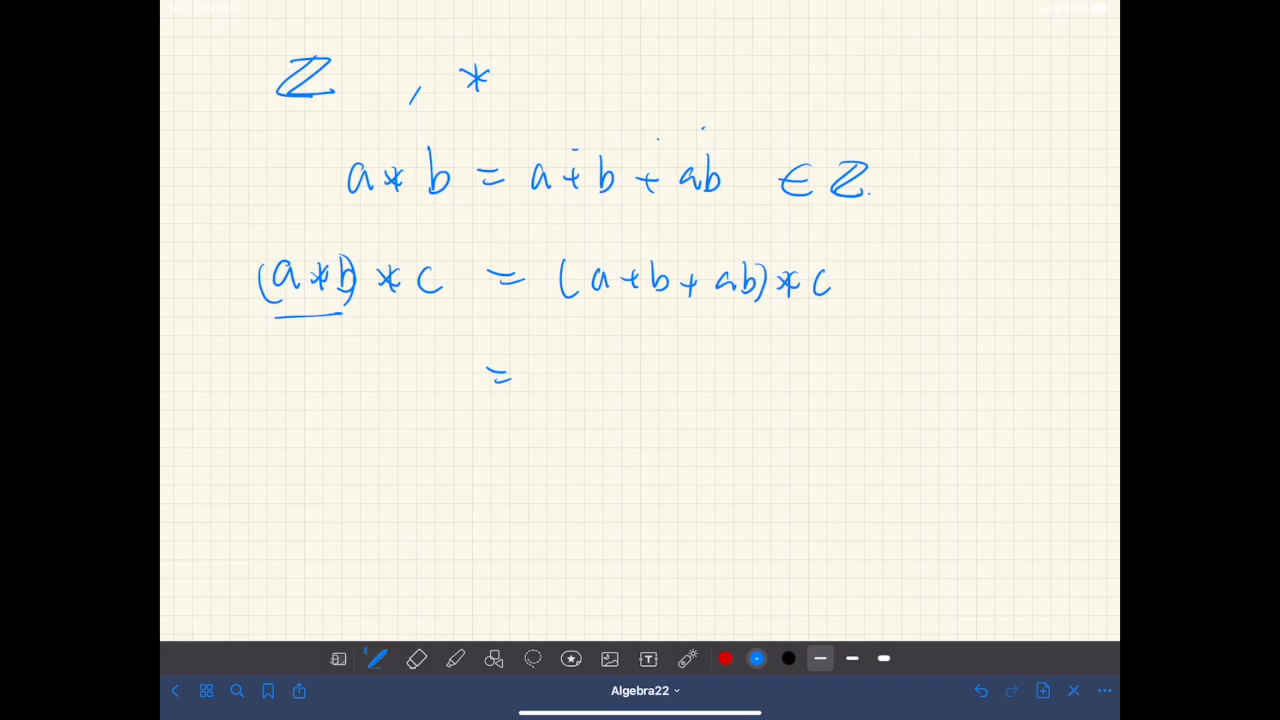 ℤ , *
a * b = a + b + ab ∈ ℤ.
(a * b) * c = (a + b + ab) * c
=
Algebra22